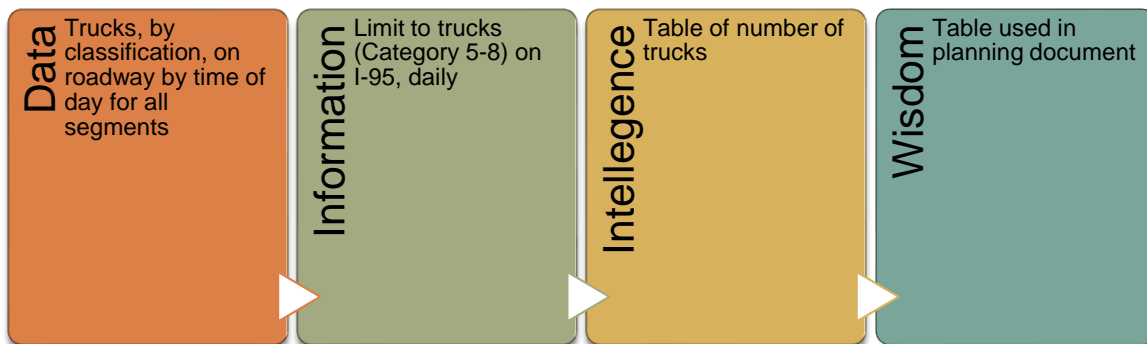 Data
Trucks, by
classification, on
roadway by time of
day for all
segments
Information
Limit to trucks
(Category 5-8) on
I-95, daily
Intellegence
Table of number of
trucks
Wisdom
Table used in
planning document